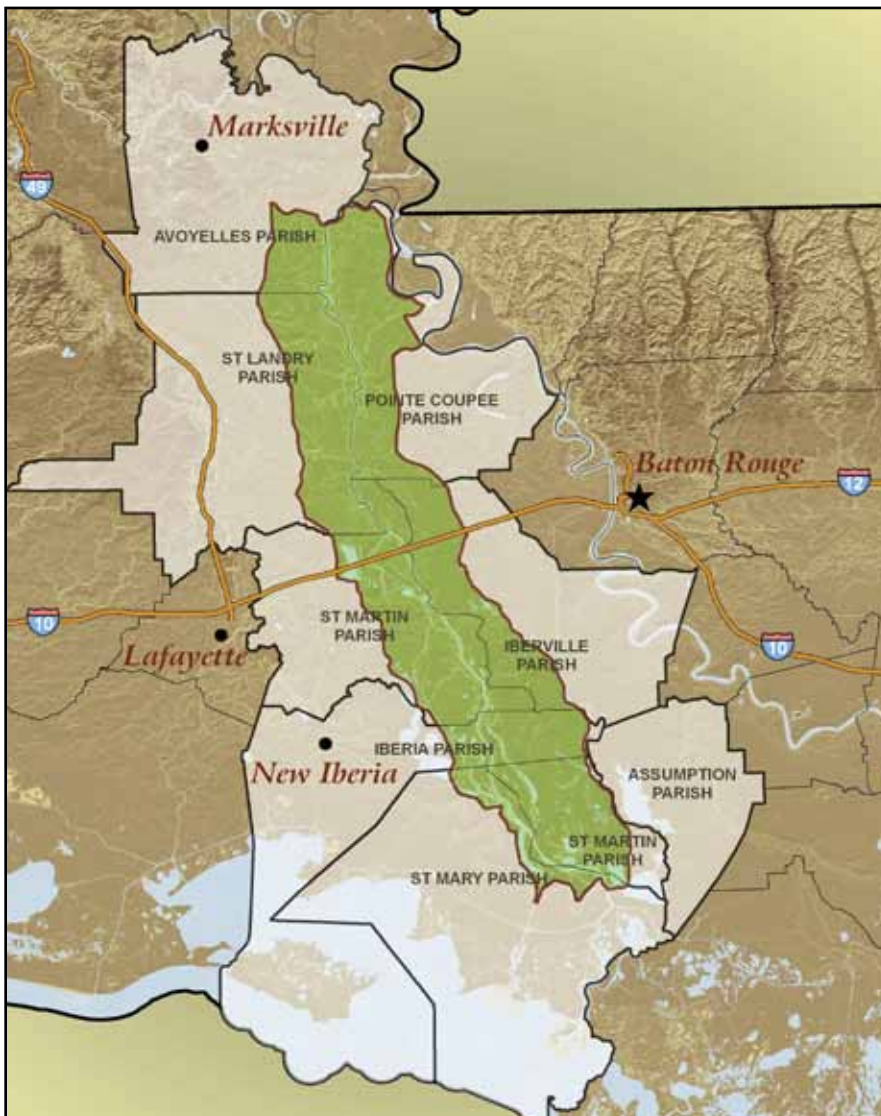 Marksville
49
AVOYELLES PARISH
ST LANDRY
PARISH
POINTE COUPEE
PARISH
Baton Rouge
12
ST MARTIN
PARISH
10
Lafayette
IBERVILLE
PARISH
10
IBERIA PARISH
New Iberia
ASSUMPTION
PARISH
ST MARTIN
PARISH
ST MARY PARISH